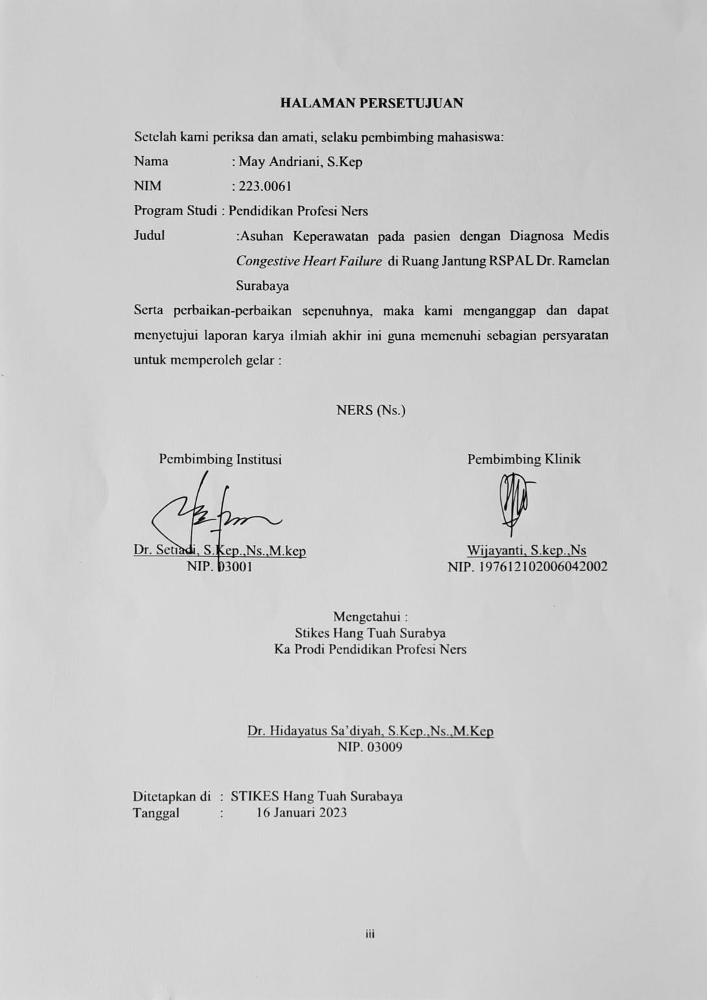 HALAMAN PERSETUJUAN
Setelah kami periksa dan amati, selaku pembimbing mahasiswa:
Nama : May Andriani, S.Kep
NIM : 223.0061
Program Studi : Pendidikan Profesi Ners
Judul :Asuhan Keperawatan pada pasien dengan Diagnosa Medis
Congestive Heart Failure di Ruang Jantung RSPAL Dr. Ramelan
Surabaya
Serta perbaikan-perbaikan sepenuhnya, maka kami menganggap dan dapat
menyetujui laporan karya ilmiah akhir ini guna memenuhi sebagian persyaratan
untuk memperoleh gelar :
NERS (Ns.)
Pembimbing Institusi
Dr. Setiadi, S.Kep.,Ns.,M.kep
NIP. 03001
Pembimbing Klinik
Wijayanti, S.kep.,Ns
NIP. 197612102006042002
Mengetahui :
Stikes Hang Tuah Surabya
Ka Prodi Pendidikan Profesi Ners
Dr. Hidayatus Sa’diyah, S.Kep.,Ns.,M.Kep
NIP. 03009
Ditetapkan di : STIKES Hang Tuah Surabaya
Tanggal : 16 Januari 2023
iii